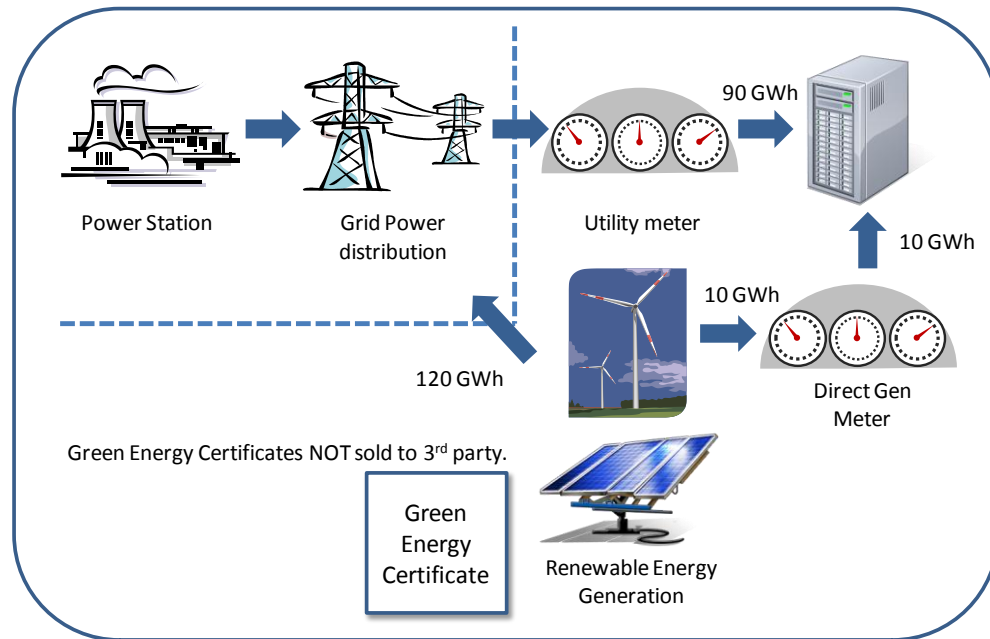 90 GWh
Power Station
Grid Power
distribution
Utility meter
10 GWh
10 GWh
120 GWh
Direct Gen
Meter
Green Energy Certificates NOT sold to 3rd party.
Green
Energy
Certificate
Renewable Energy
Generation